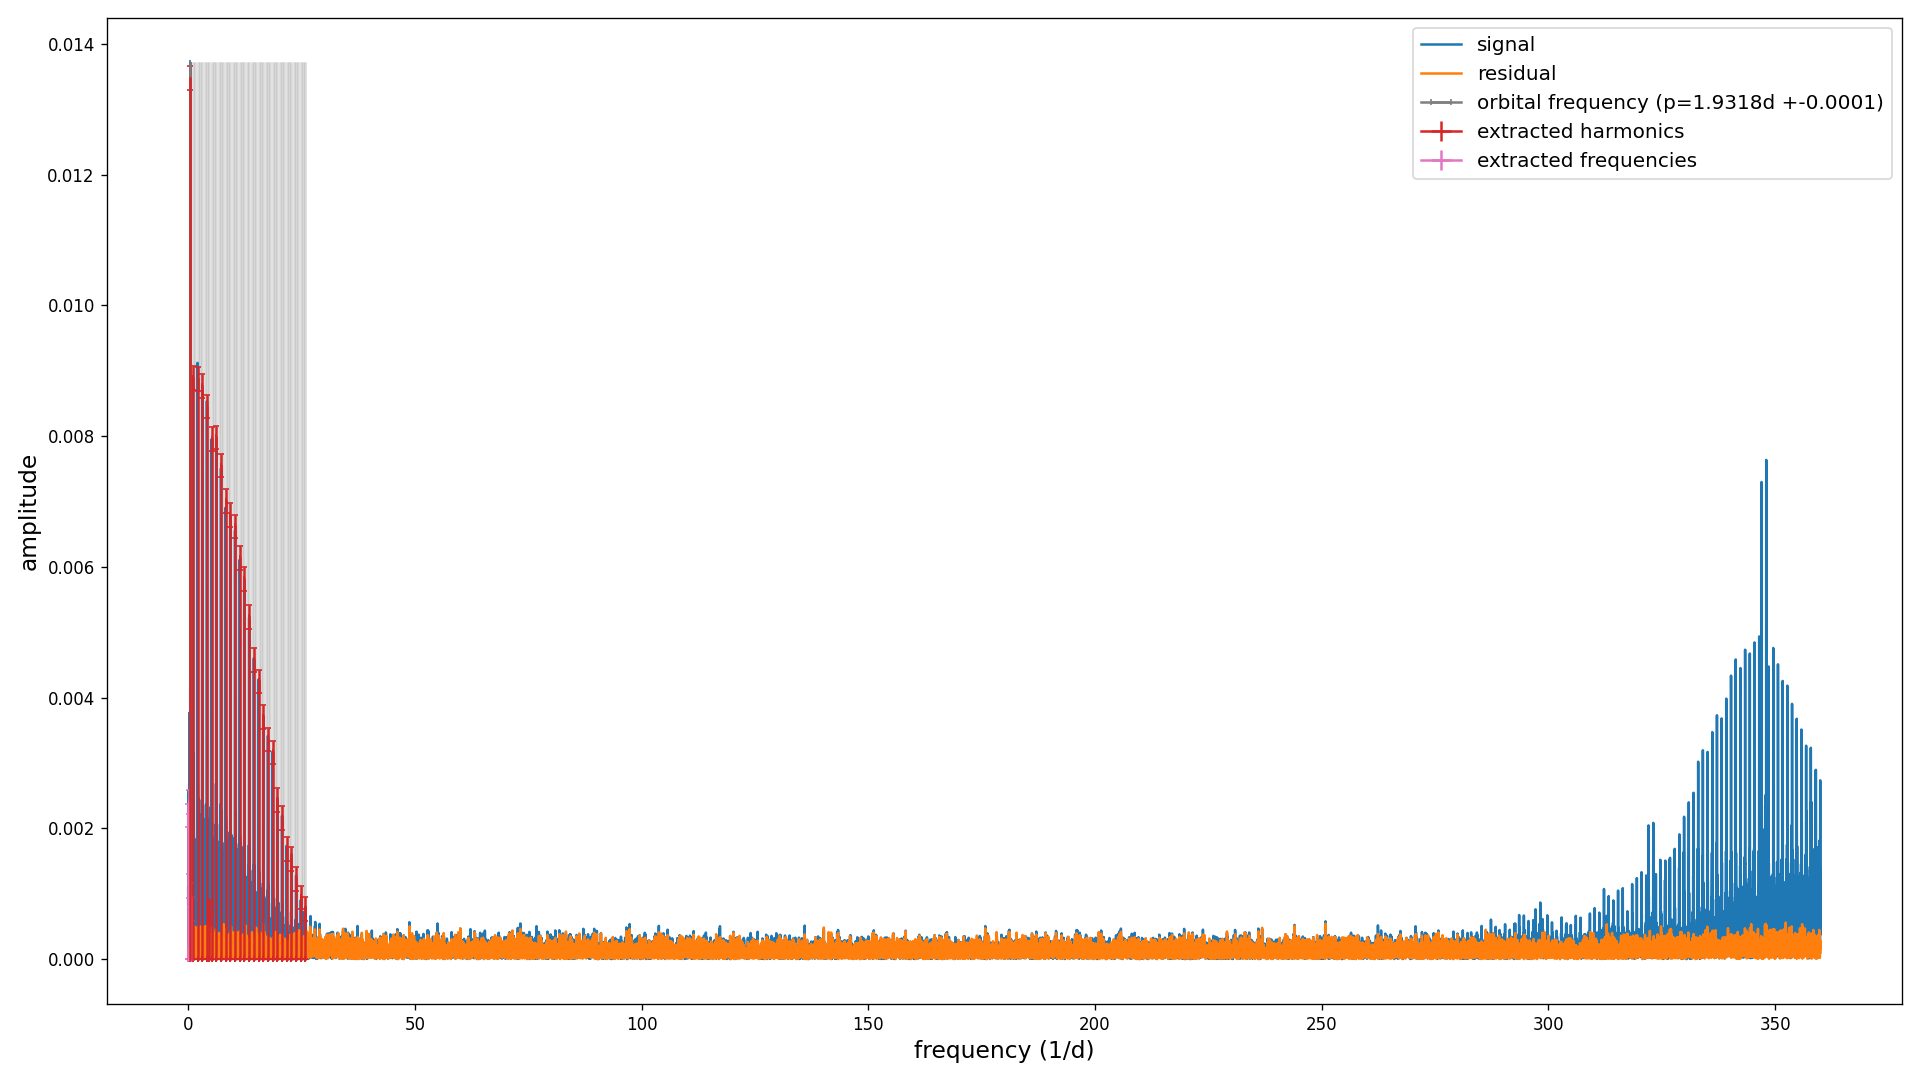 0.014
0.012
0.010
0.008
0.006
0.004
0.002
0.000
amplitude
0
50
100
150
200
250
300
350
frequency (1/d)
signal
residual
orbital frequency (p=1.9318d +-0.0001)
extracted harmonics
extracted frequencies